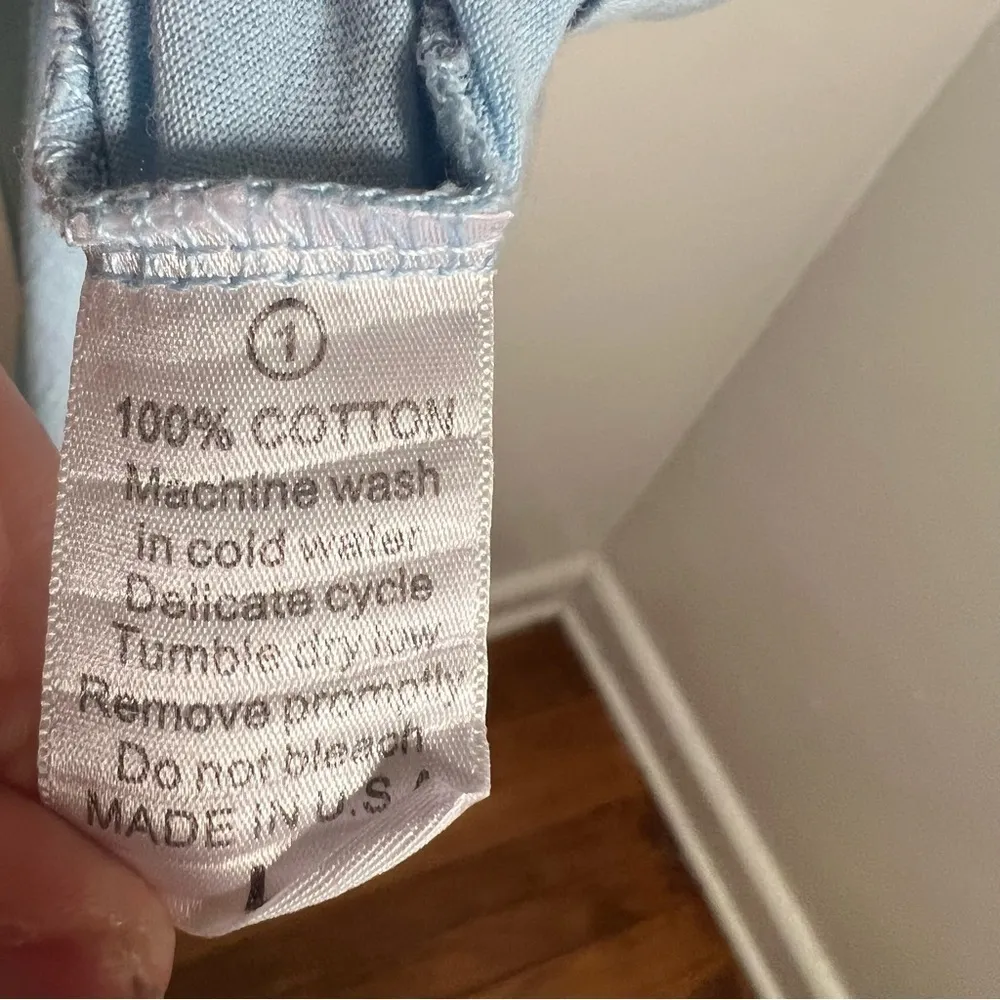 1
100% COTTON
Machine wash
in cold water
Delicate cycle
Tumble dry low
Remove promptly
Do not bleach
MADE IN U.S